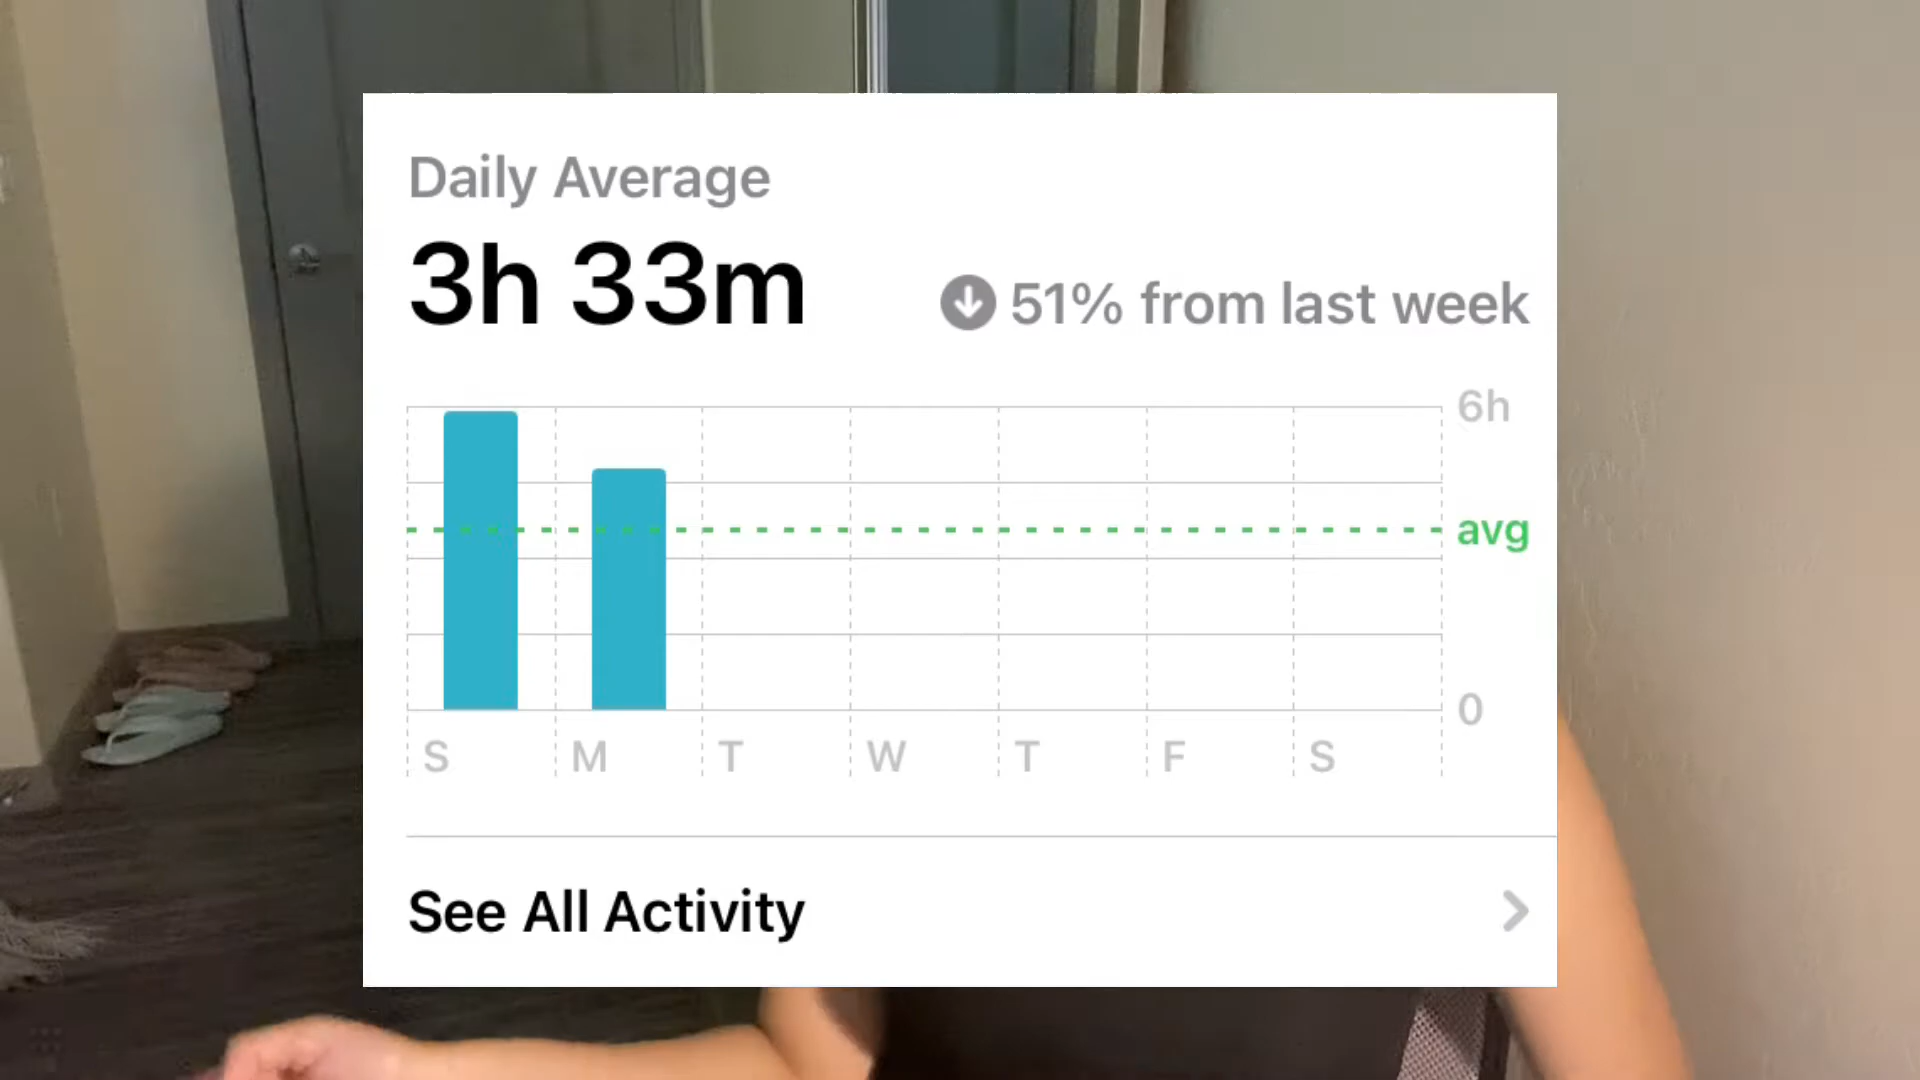 Daily Average
3h 33m
51% from last week
6h
avg
0
S M T W T F S
See All Activity